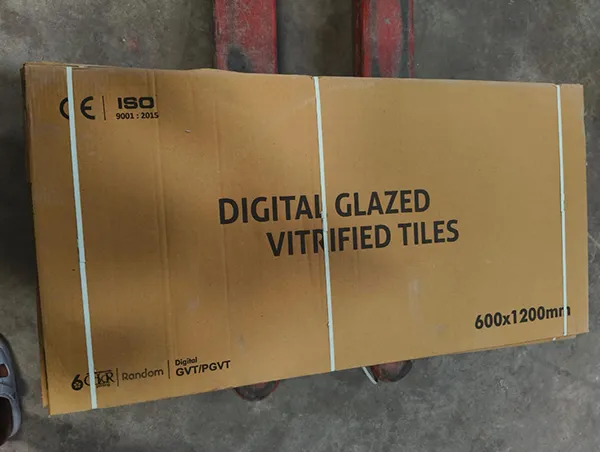 CE ISO
9001 : 2015
DIGITAL GLAZED
VITRIFIED TILES
600x1200mm
Random
Digital
GVT/PGVT